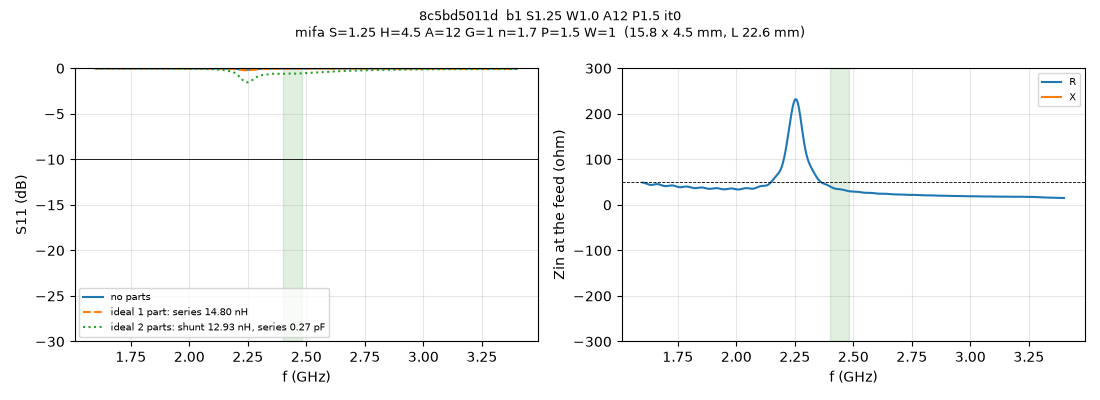 8c5bd5011d  b1 S1.25 W1.0 A12 P1.5 it0
mifa S=1.25 H=4.5 A=12 G=1 n=1.7 P=1.5 W=1  (15.8 x 4.5 mm, L 22.6 mm)
S11 (dB)
0
−5
−10
−15
−20
−25
−30
no parts
ideal 1 part: series 14.80 nH
ideal 2 parts: shunt 12.93 nH, series 0.27 pF
1.75 2.00 2.25 2.50 2.75 3.00 3.25
f (GHz)
Zin at the feed (ohm)
300
200
100
0
−100
−200
−300
R
X
1.75 2.00 2.25 2.50 2.75 3.00 3.25
f (GHz)